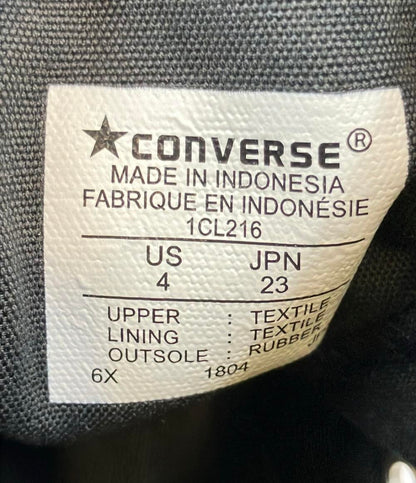 ★CONVERSE®
MADE IN INDONESIA
FABRIQUE EN INDONÉSIE
1CL216
US JPN
4 23
UPPER : TEXTILE
LINING : TEXTILE
OUTSOLE : RUBBER
6X 1804